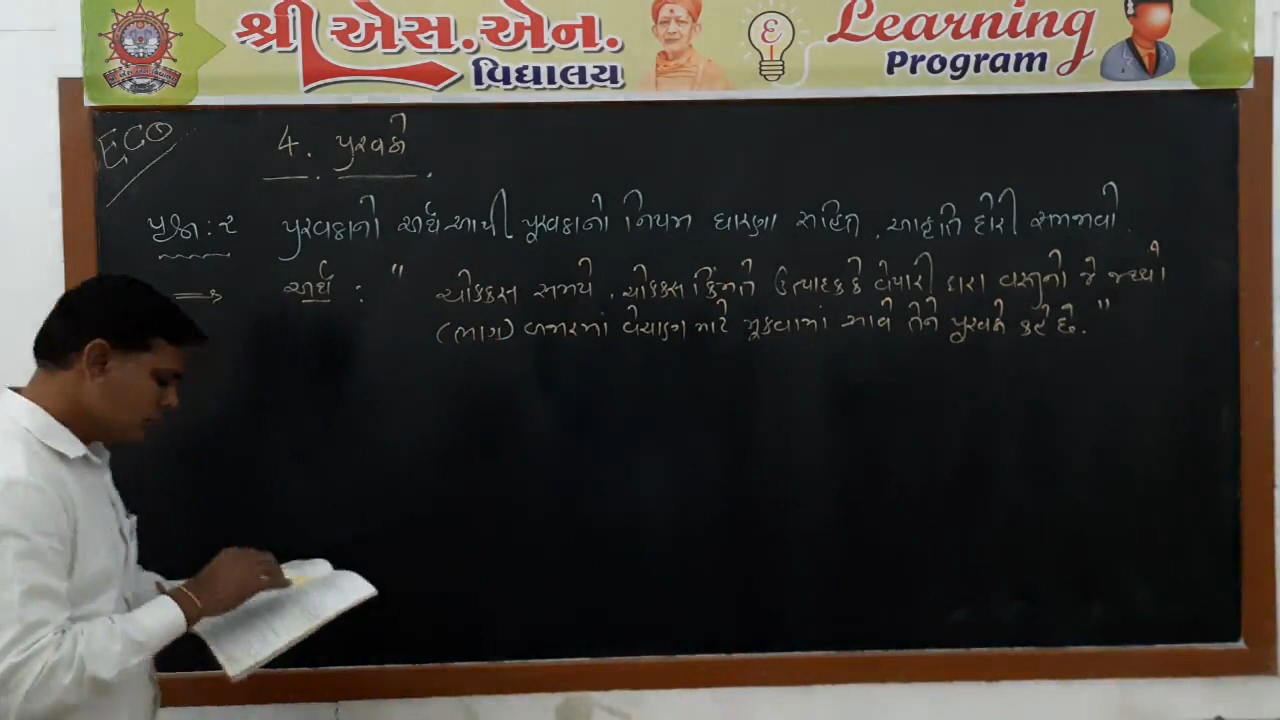 શ્રી એસ.એન.
વિદ્યાલય
Learning
Program
ECO
4. પુરવઠો
પ્રશ્ન : ૨ પુરવઠાનો અર્થ આપી પૂરવઠાનો નિયમ ધારણા સહિત , આકૃતિ દોરી સમજાવો.
⇒ અર્થ : " ચોક્કસ સમયે , ચોક્કસ કિંમતે ઉત્પાદક કે વેપારી દ્વારા વસ્તુનો જે જથ્થો
(ભાગ) બજારમાં વેચાણ માટે મૂકવામાં આવે તેને પૂરવઠો કહે છે. "